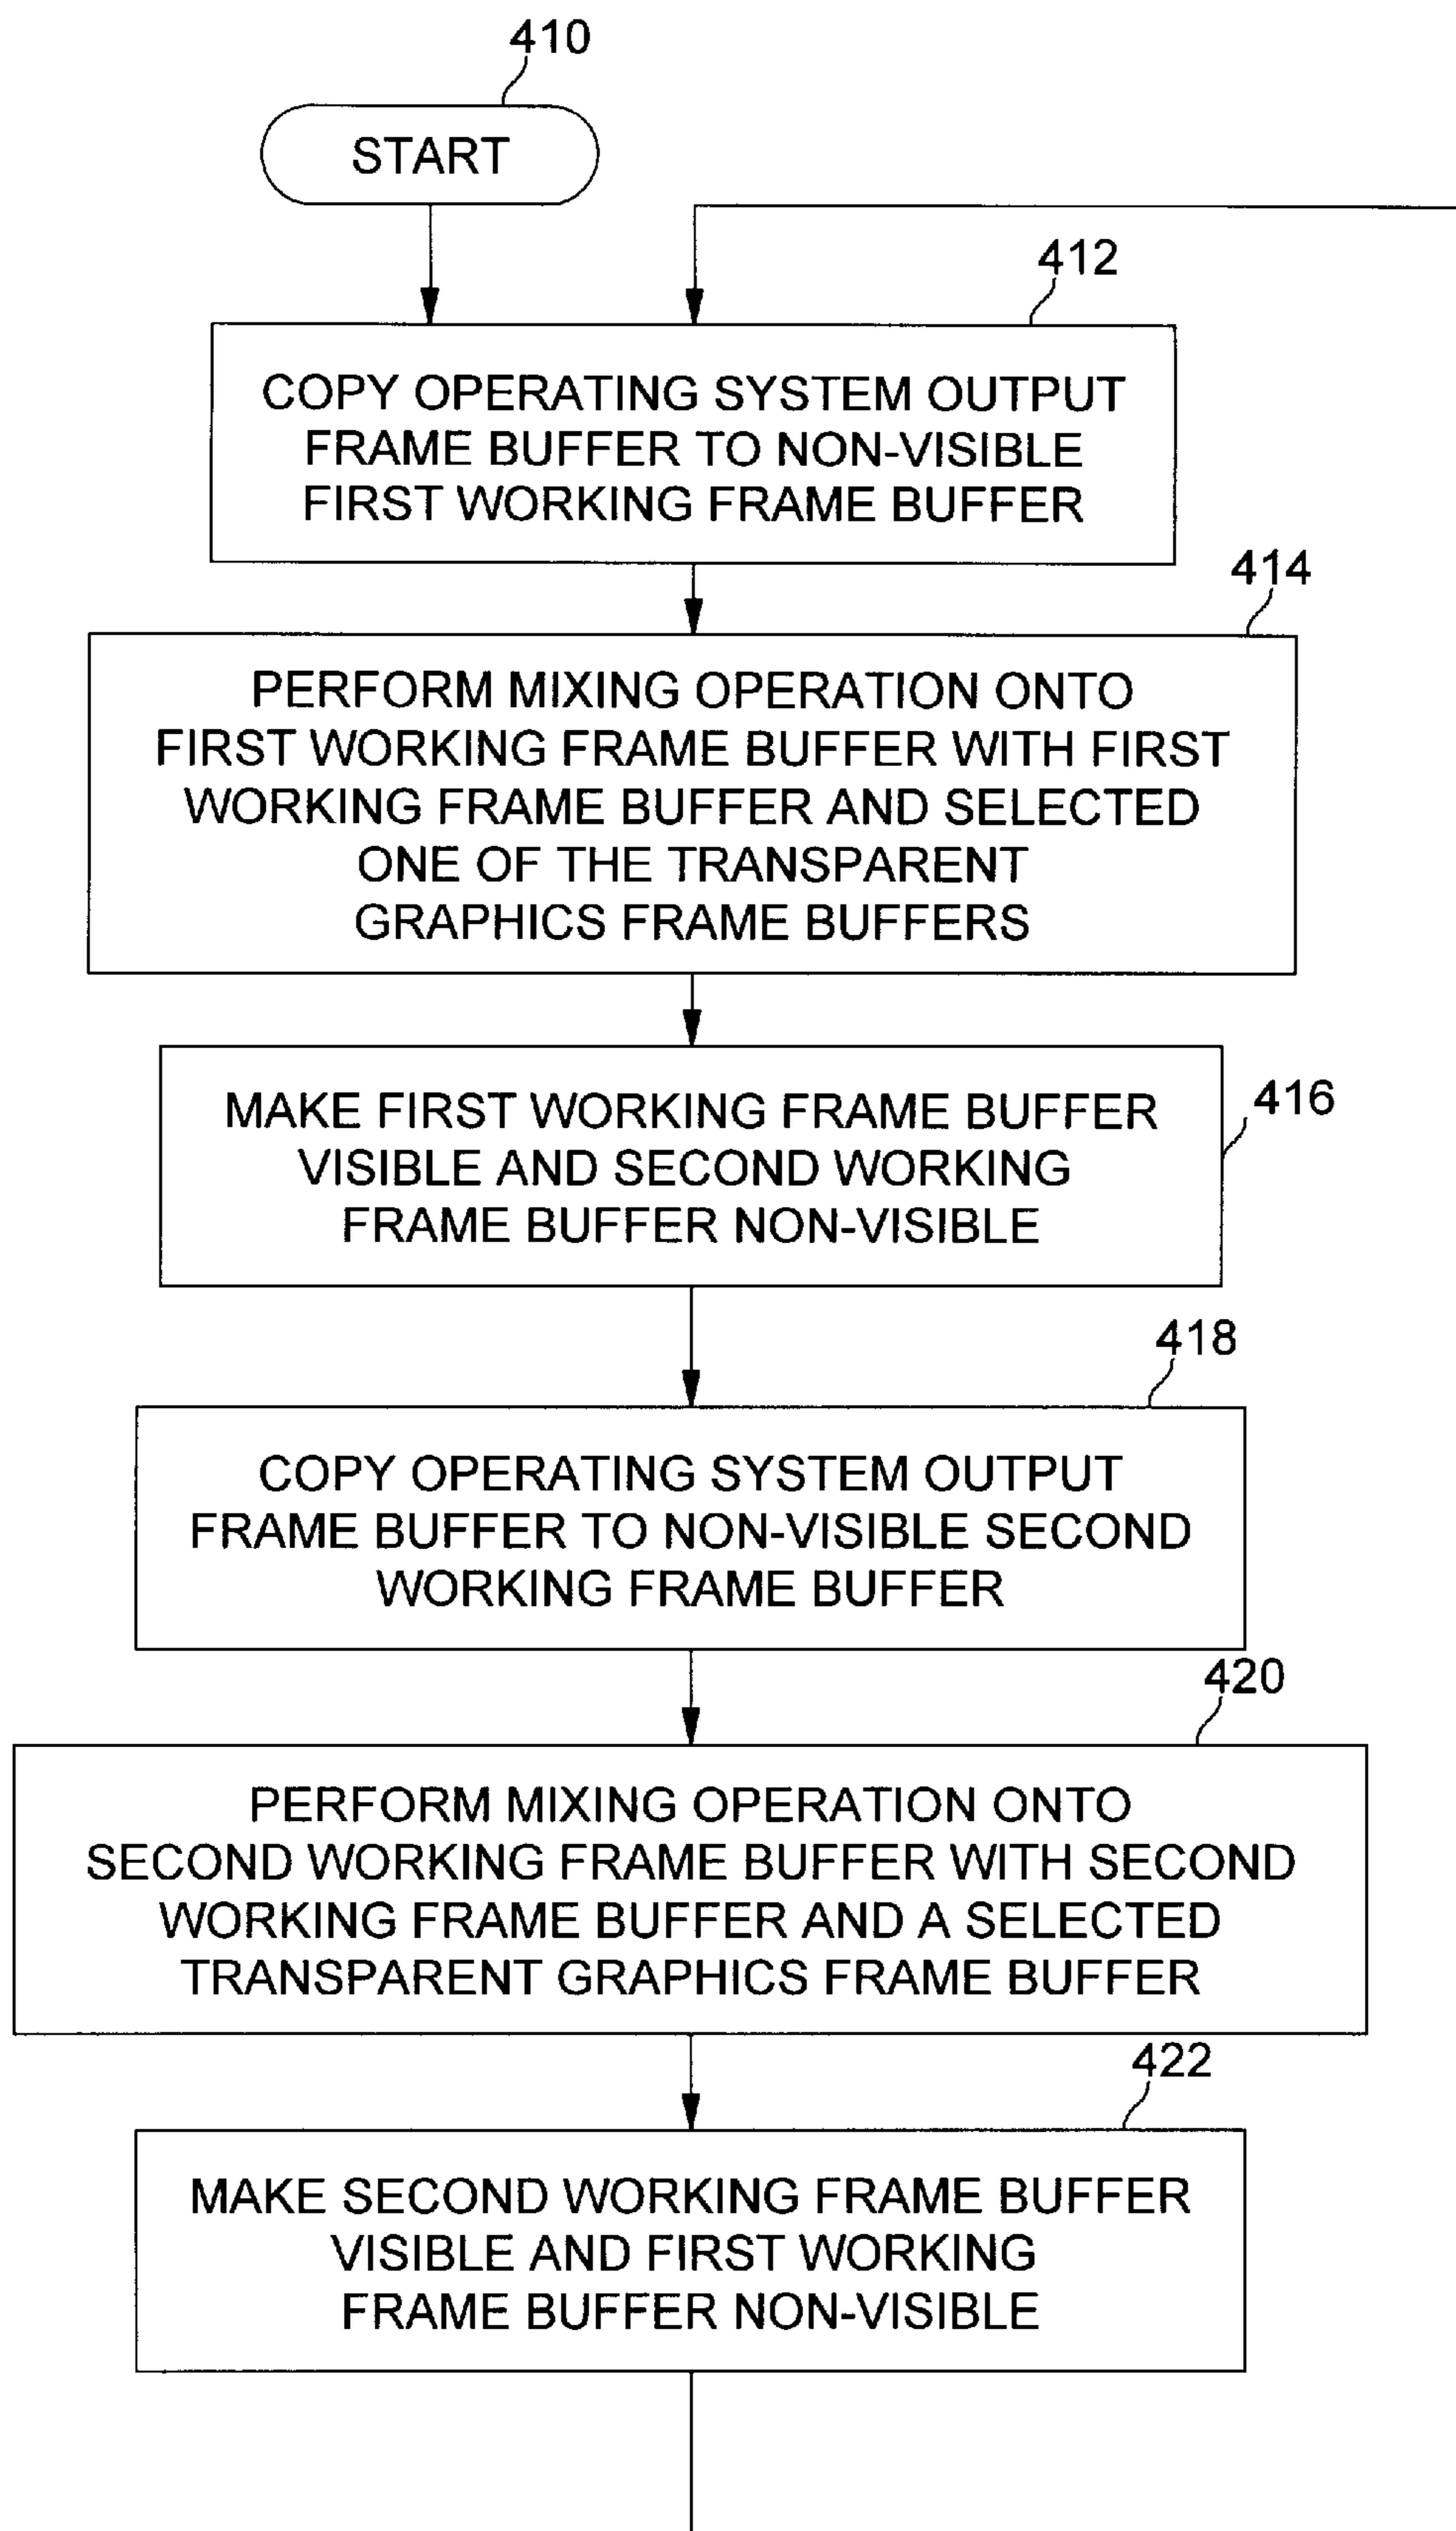 410
START
412
COPY OPERATING SYSTEM OUTPUT
FRAME BUFFER TO NON-VISIBLE
FIRST WORKING FRAME BUFFER
414
PERFORM MIXING OPERATION ONTO
FIRST WORKING FRAME BUFFER WITH FIRST
WORKING FRAME BUFFER AND SELECTED
ONE OF THE TRANSPARENT
GRAPHICS FRAME BUFFERS
416
MAKE FIRST WORKING FRAME BUFFER
VISIBLE AND SECOND WORKING
FRAME BUFFER NON-VISIBLE
418
COPY OPERATING SYSTEM OUTPUT
FRAME BUFFER TO NON-VISIBLE SECOND
WORKING FRAME BUFFER
420
PERFORM MIXING OPERATION ONTO
SECOND WORKING FRAME BUFFER WITH SECOND
WORKING FRAME BUFFER AND A SELECTED
TRANSPARENT GRAPHICS FRAME BUFFER
422
MAKE SECOND WORKING FRAME BUFFER
VISIBLE AND FIRST WORKING
FRAME BUFFER NON-VISIBLE